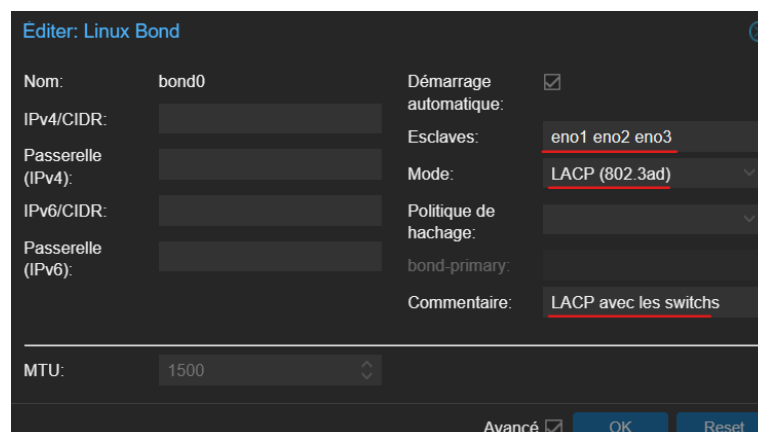 Éditer: Linux Bond
Nom: bond0
IPv4/CIDR:
Passerelle
(IPv4):
IPv6/CIDR:
Passerelle
(IPv6):
Démarrage
automatique:
Esclaves: eno1 eno2 eno3
Mode: LACP (802.3ad)
Politique de
hachage:
bond-primary:
Commentaire: LACP avec les switchs
MTU: 1500
Avancé OK Reset